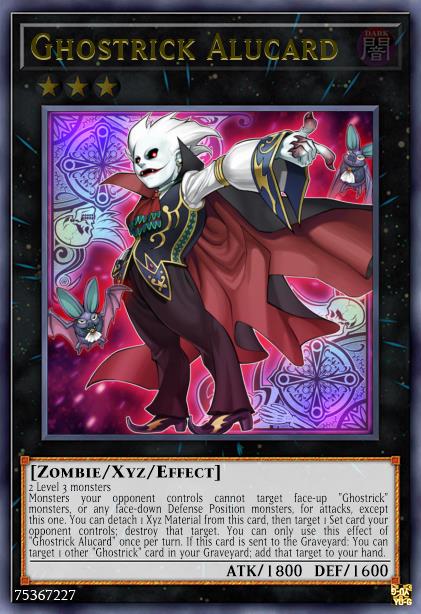 Ghostrick Alucard
DARK
闇
[Zombie/Xyz/Effect]
2 Level 3 monsters
Monsters your opponent controls cannot target face-up "Ghostrick"
monsters, or any face-down Defense Position monsters, for attacks, except
this one. You can detach 1 Xyz Material from this card, then target 1 Set card your
opponent controls; destroy that target. You can only use this effect of
"Ghostrick Alucard" once per turn. If this card is sent to the Graveyard: You can
target 1 other "Ghostrick" card in your Graveyard; add that target to your hand.
ATK/1800 DEF/1600
75367227